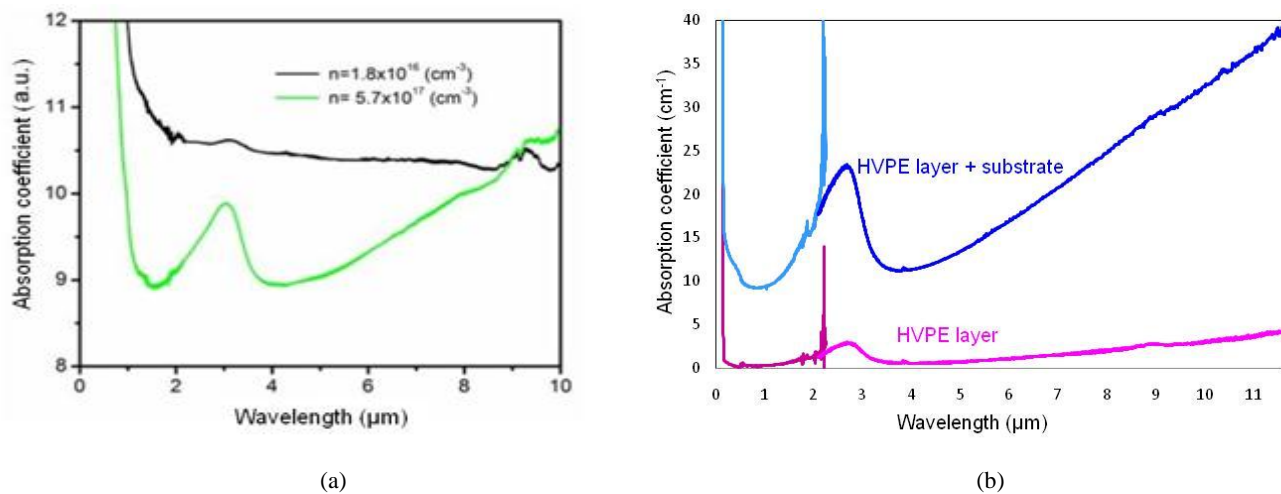 12
11
10
9
8
Absorption coefficient (a.u.)
n=1.8x10¹⁶ (cm⁻³)
n= 5.7x10¹⁷ (cm⁻³)
0 2 4 6 8 10
Wavelength (µm)
(a)
40
35
30
25
20
15
10
5
0
Absorption coefficient (cm⁻¹)
HVPE layer + substrate
HVPE layer
0 1 2 3 4 5 6 7 8 9 10 11
Wavelength (µm)
(b)